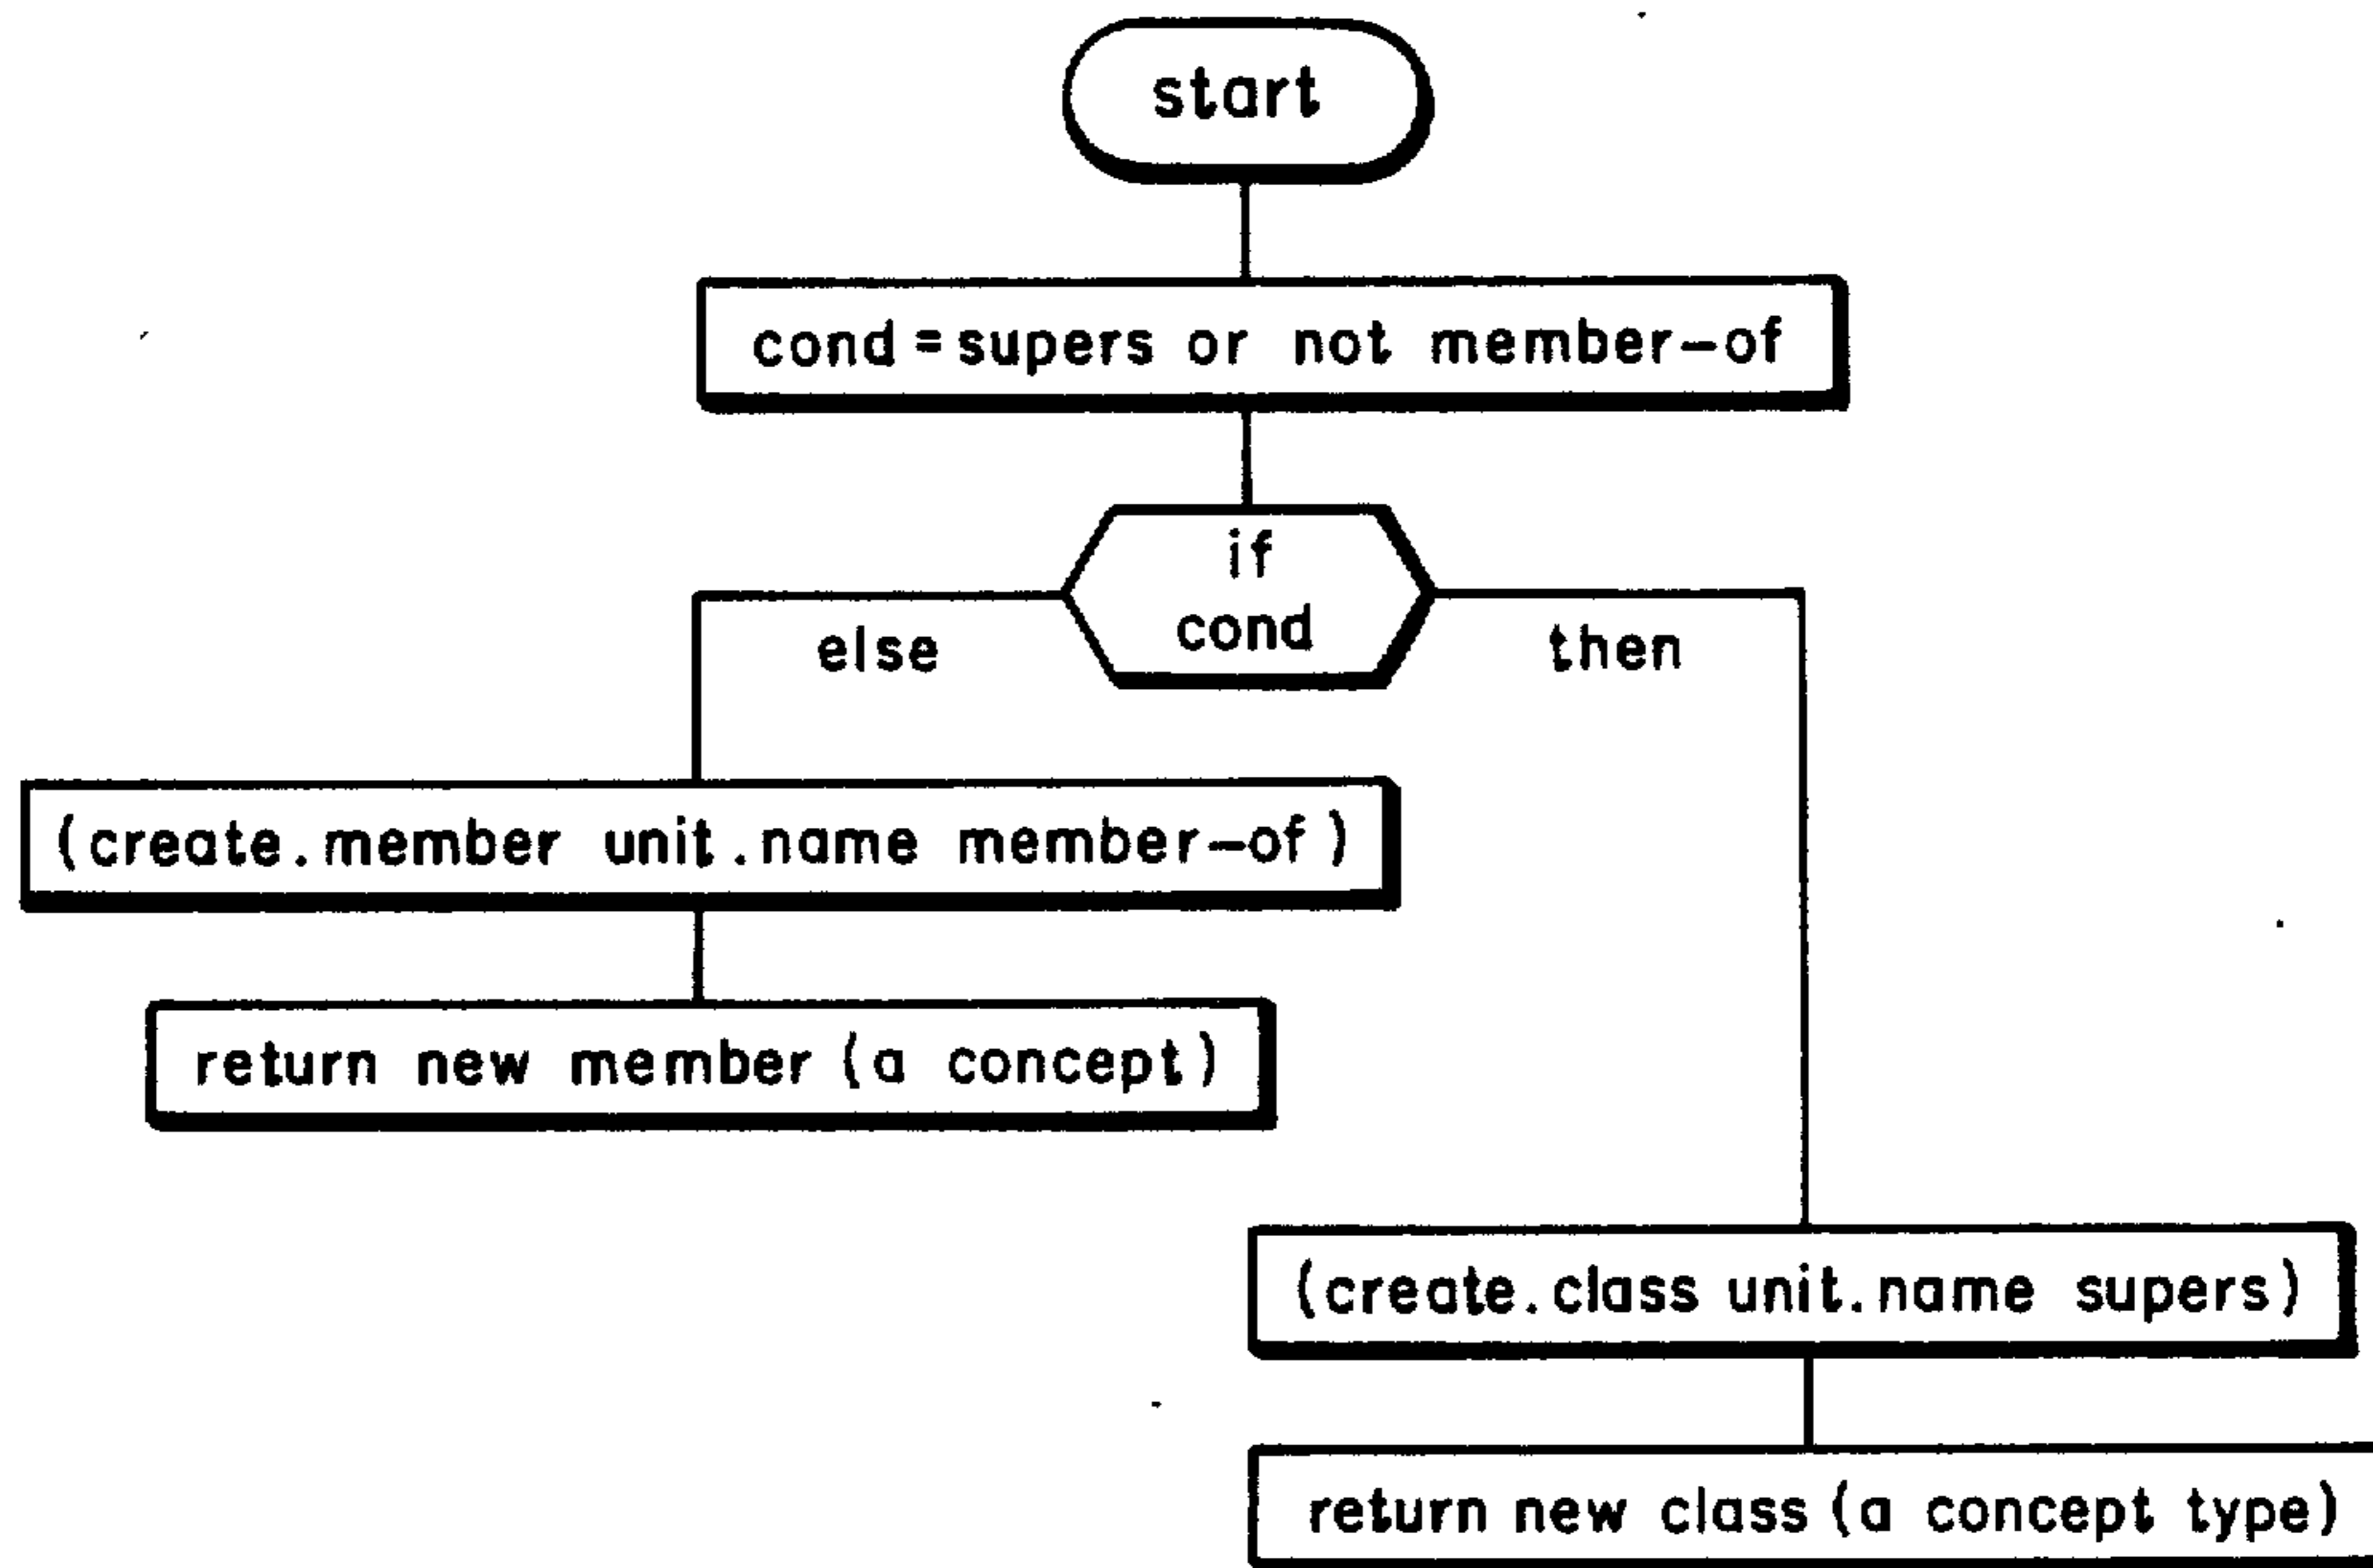 start
cond=supers or not member-of
if
cond
else
then
(create.member unit.name member-of)
return new member (a concept)
(create.class unit.name supers)
return new class (a concept type)